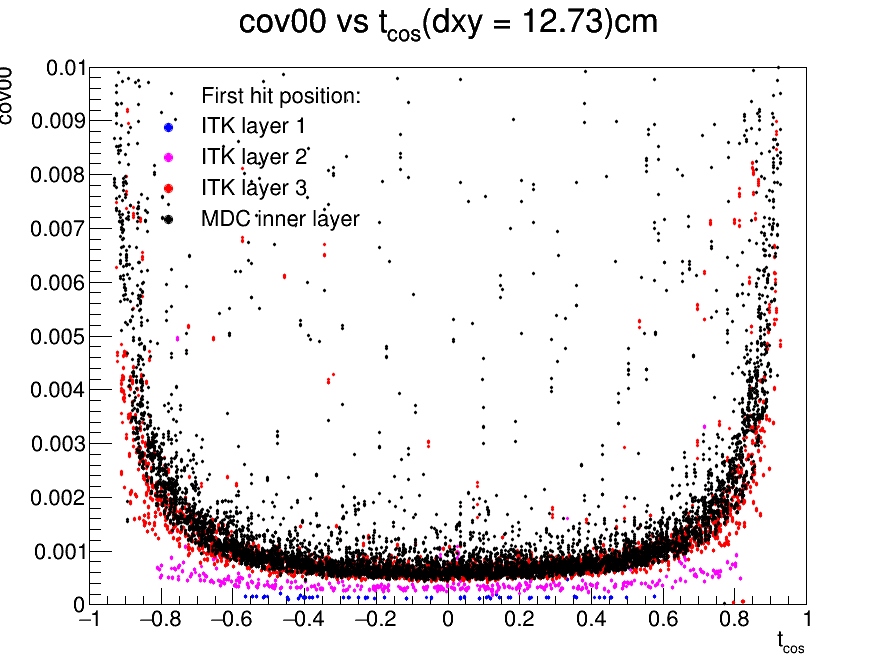 cov00 vs t_cos(dxy = 12.73)cm
cov00
0.01
0.009
0.008
0.007
0.006
0.005
0.004
0.003
0.002
0.001
0
First hit position:
ITK layer 1
ITK layer 2
ITK layer 3
MDC inner layer
−1 −0.8 −0.6 −0.4 −0.2 0 0.2 0.4 0.6 0.8 1
t_cos